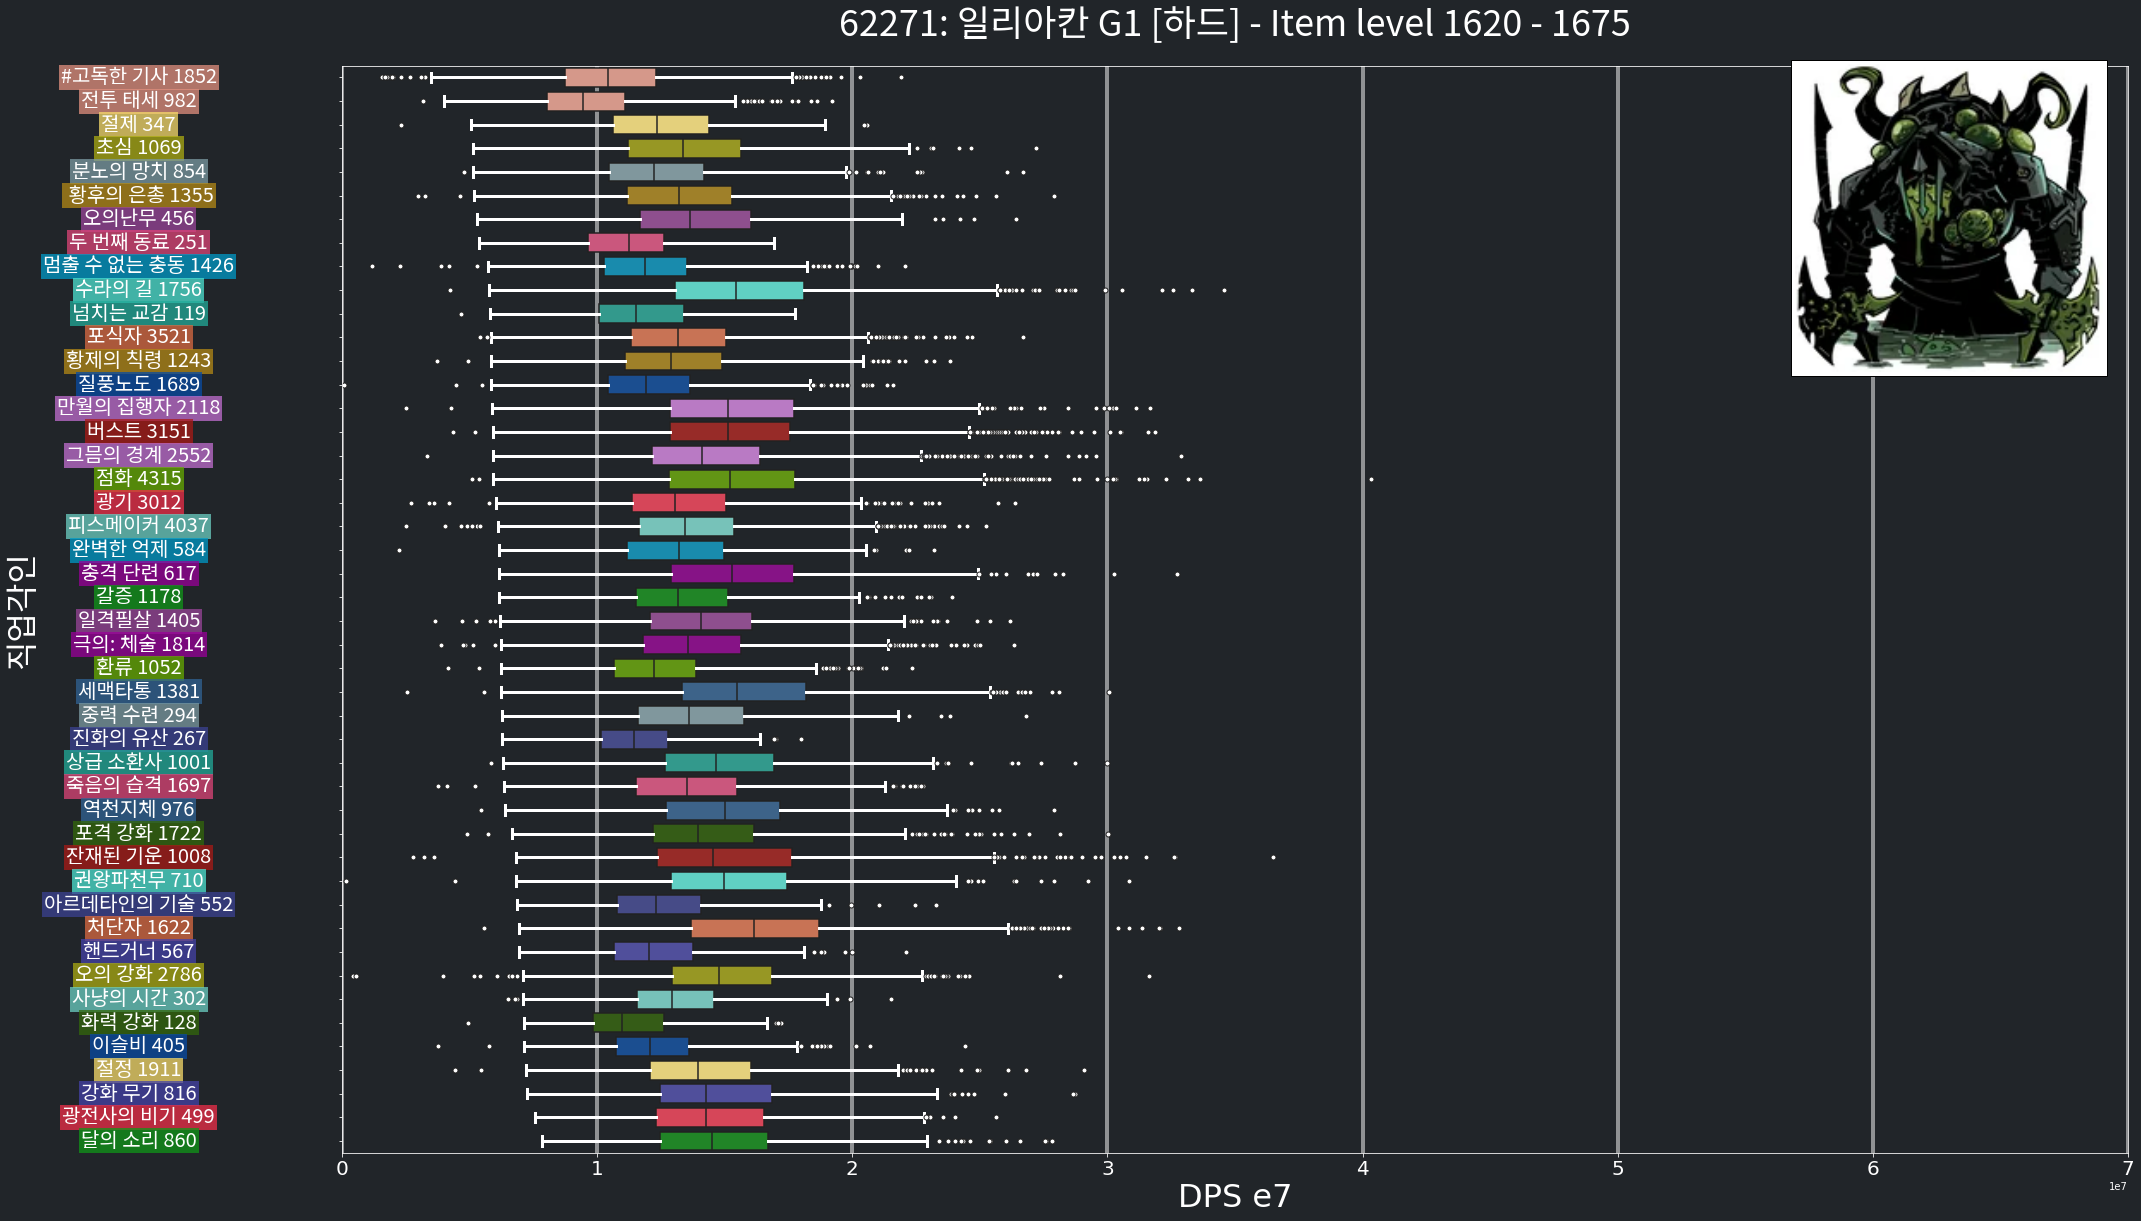 62271: 일리아칸 G1 [하드] - Item level 1620 - 1675
#고독한 기사 1852
전투 태세 982
절제 347
초심 1069
분노의 망치 854
황후의 은총 1355
오의난무 456
두 번째 동료 251
멈출 수 없는 충동 1426
수라의 길 1756
넘치는 교감 119
포식자 3521
황제의 칙령 1243
질풍노도 1689
만월의 집행자 2118
버스트 3151
그믐의 경계 2552
점화 4315
광기 3012
피스메이커 4037
완벽한 억제 584
충격 단련 617
갈증 1178
일격필살 1405
극의: 체술 1814
환류 1052
세맥타통 1381
중력 수련 294
진화의 유산 267
상급 소환사 1001
죽음의 습격 1697
역천지체 976
포격 강화 1722
잔재된 기운 1008
권왕파천무 710
아르데타인의 기술 552
처단자 1622
핸드거너 567
오의 강화 2786
사냥의 시간 302
화력 강화 128
이슬비 405
절정 1911
강화 무기 816
광전사의 비기 499
달의 소리 860
직업각인
0 1 2 3 4 5 6 7
1e7
DPS e7